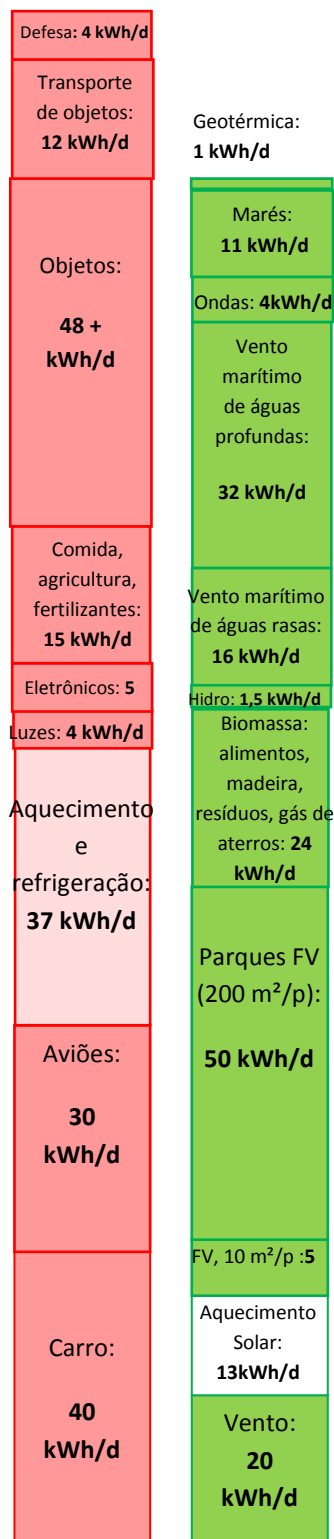 Defesa: 4 kWh/d
Transporte
de objetos:
12 kWh/d
Objetos:
48 +
kWh/d
Comida,
agricultura,
fertilizantes:
15 kWh/d
Eletrônicos: 5
Luzes: 4 kWh/d
Aquecimento
e
refrigeração:
37 kWh/d
Aviões:
30
kWh/d
Carro:
40
kWh/d
Geotérmica:
1 kWh/d
Marés:
11 kWh/d
Ondas: 4kWh/d
Vento
marítimo
de águas
profundas:
32 kWh/d
Vento marítimo
de águas rasas:
16 kWh/d
Hidro: 1,5 kWh/d
Biomassa:
alimentos,
madeira,
resíduos, gás de
aterros: 24
kWh/d
Parques FV
(200 m²/p):
50 kWh/d
FV, 10 m²/p :5
Aquecimento
Solar:
13kWh/d
Vento:
20
kWh/d